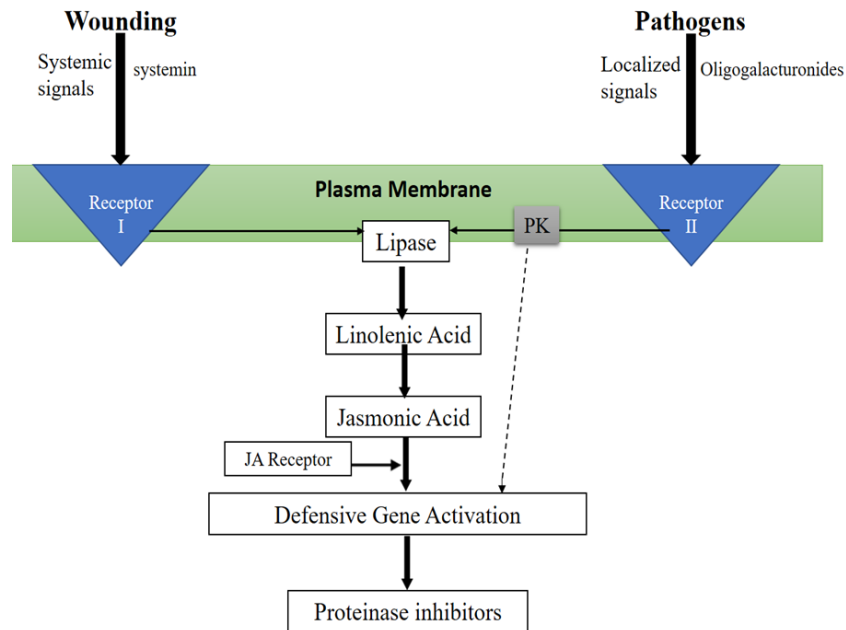 Wounding
Pathogens
Systemic
signals
systemin
Localized
signals
Oligogalacturonides
Plasma Membrane
Receptor
I
Receptor
II
PK
Lipase
Linolenic Acid
Jasmonic Acid
JA Receptor
Defensive Gene Activation
Proteinase inhibitors